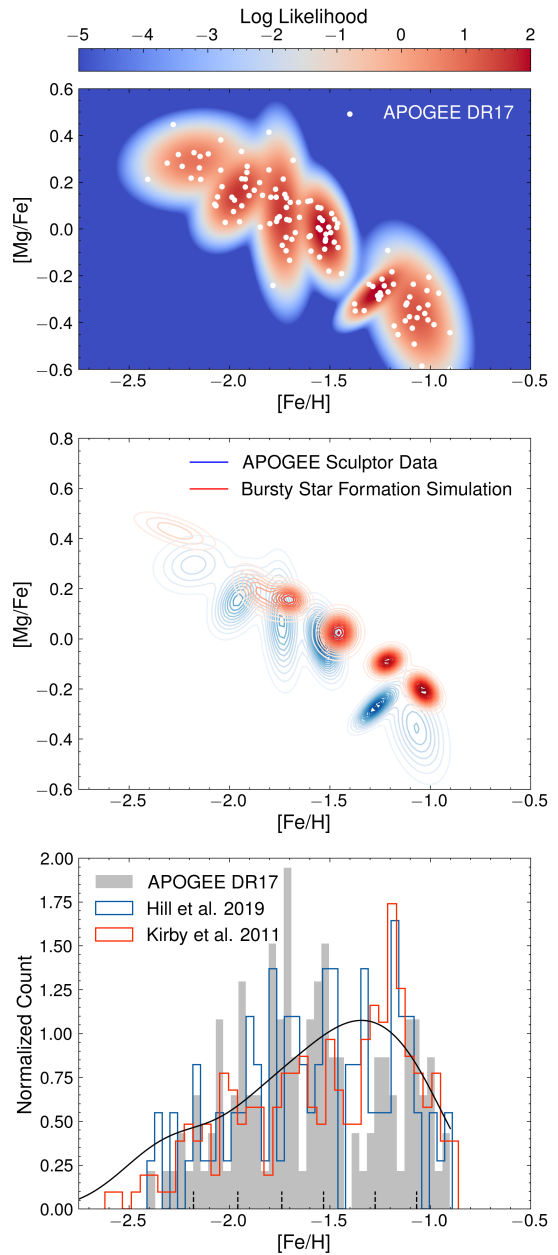 Log Likelihood
−5 −4 −3 −2 −1 0 1 2
APOGEE DR17
0.6
0.4
0.2
0.0
−0.2
−0.4
−0.6
[Mg/Fe]
−2.5 −2.0 −1.5 −1.0 −0.5
[Fe/H]
APOGEE Sculptor Data
Bursty Star Formation Simulation
0.8
0.6
0.4
0.2
0.0
−0.2
−0.4
−0.6
[Mg/Fe]
−2.5 −2.0 −1.5 −1.0 −0.5
[Fe/H]
APOGEE DR17
Hill et al. 2019
Kirby et al. 2011
2.00
1.75
1.50
1.25
1.00
0.75
0.50
0.25
0.00
Normalized Count
−2.5 −2.0 −1.5 −1.0 −0.5
[Fe/H]